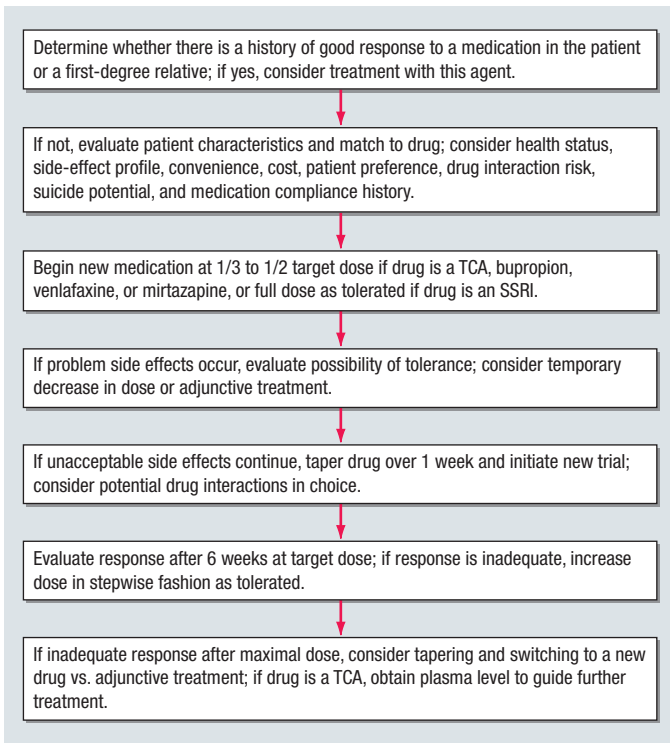 Determine whether there is a history of good response to a medication in the patient
or a first-degree relative; if yes, consider treatment with this agent.
If not, evaluate patient characteristics and match to drug; consider health status,
side-effect profile, convenience, cost, patient preference, drug interaction risk,
suicide potential, and medication compliance history.
Begin new medication at 1/3 to 1/2 target dose if drug is a TCA, bupropion,
venlafaxine, or mirtazapine, or full dose as tolerated if drug is an SSRI.
If problem side effects occur, evaluate possibility of tolerance; consider temporary
decrease in dose or adjunctive treatment.
If unacceptable side effects continue, taper drug over 1 week and initiate new trial;
consider potential drug interactions in choice.
Evaluate response after 6 weeks at target dose; if response is inadequate, increase
dose in stepwise fashion as tolerated.
If inadequate response after maximal dose, consider tapering and switching to a new
drug vs. adjunctive treatment; if drug is a TCA, obtain plasma level to guide further
treatment.